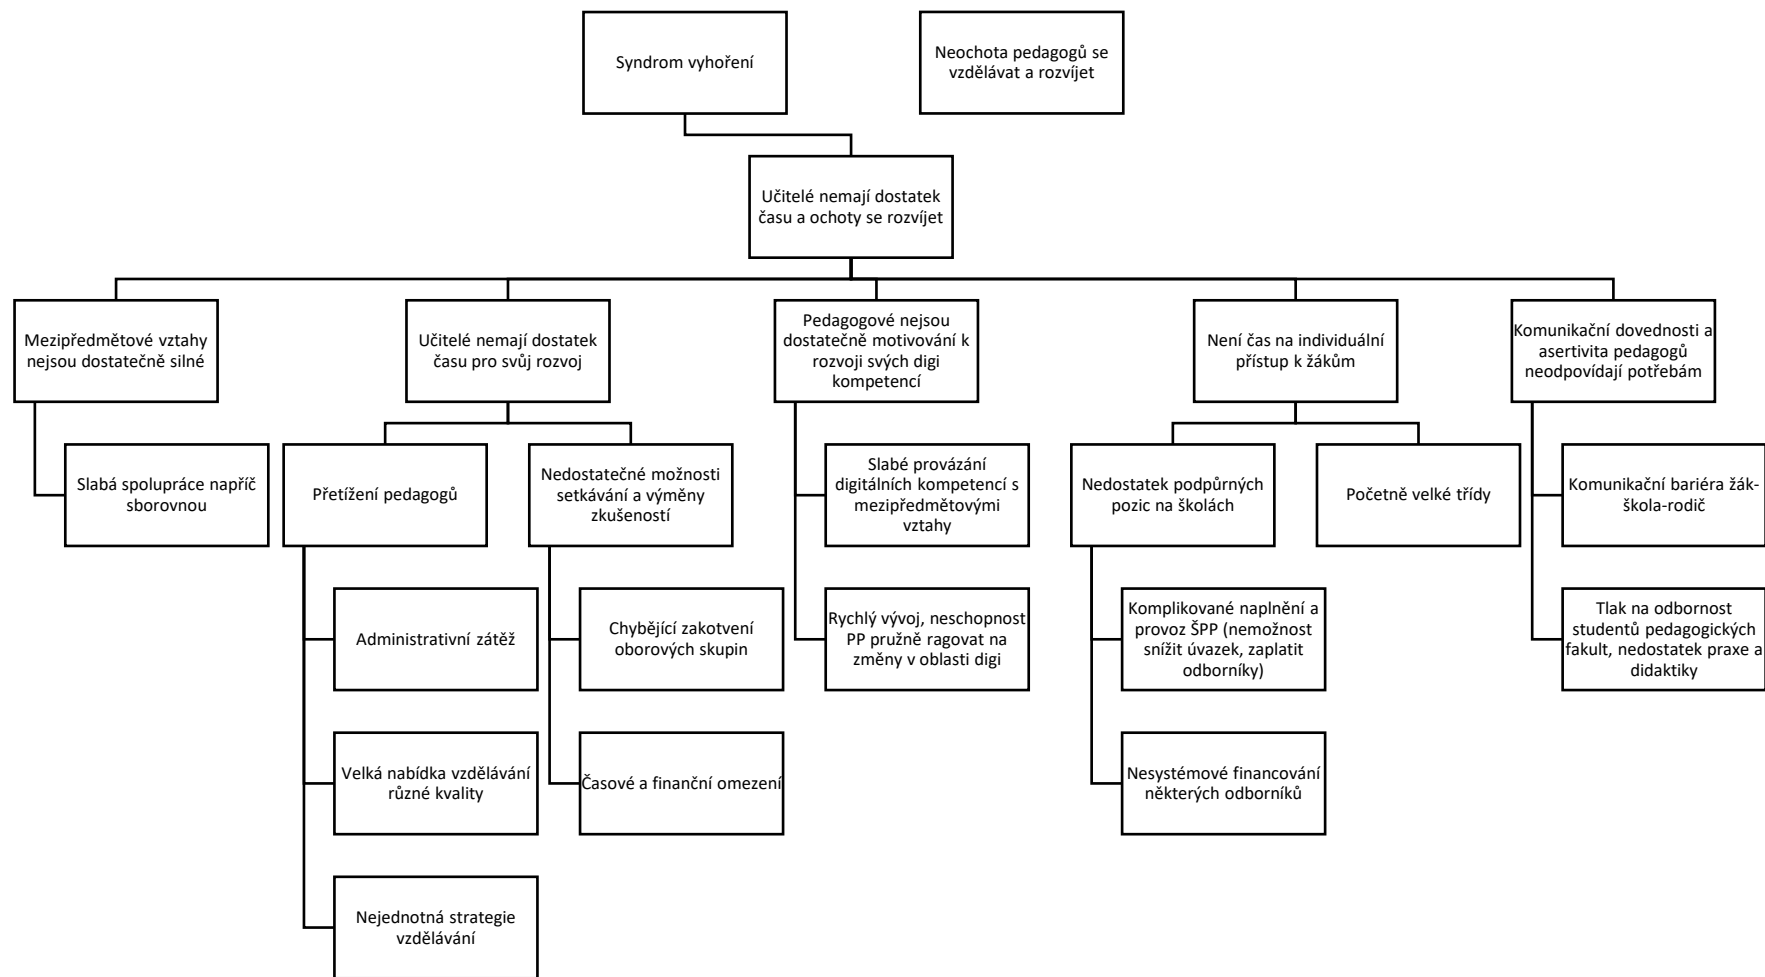 Syndrom vyhoření
Neochota pedagogů se
vzdělávat a rozvíjet
Učitelé nemají dostatek
času a ochoty se rozvíjet
Mezipředmětové vztahy
nejsou dostatečně silné
Učitelé nemají dostatek
času pro svůj rozvoj
Pedagogové nejsou
dostatečně motivování k
rozvoji svých digi
kompetencí
Není čas na individuální
přístup k žákům
Komunikační dovednosti a
asertivita pedagogů
neodpovídají potřebám
Slabá spolupráce napříč
sborovnou
Přetížení pedagogů
Nedostatečné možnosti
setkávání a výměny
zkušeností
Slabé provázání
digitálních kompetencí s
mezipředmětovými
vztahy
Nedostatek podpůrných
pozic na školách
Početně velké třídy
Komunikační bariéra žák-
škola-rodič
Administrativní zátěž
Chybějící zakotvení
oborových skupin
Rychlý vývoj, neschopnost
PP pružně ragovat na
změny v oblasti digi
Komplikované naplnění a
provoz ŠPP (nemožnost
snížit úvazek, zaplatit
odborníky)
Tlak na odbornost
studentů pedagogických
fakult, nedostatek praxe a
didaktiky
Velká nabídka vzdělávání
různé kvality
Časové a finanční omezení
Nesystémové financování
některých odborníků
Nejednotná strategie
vzdělávání